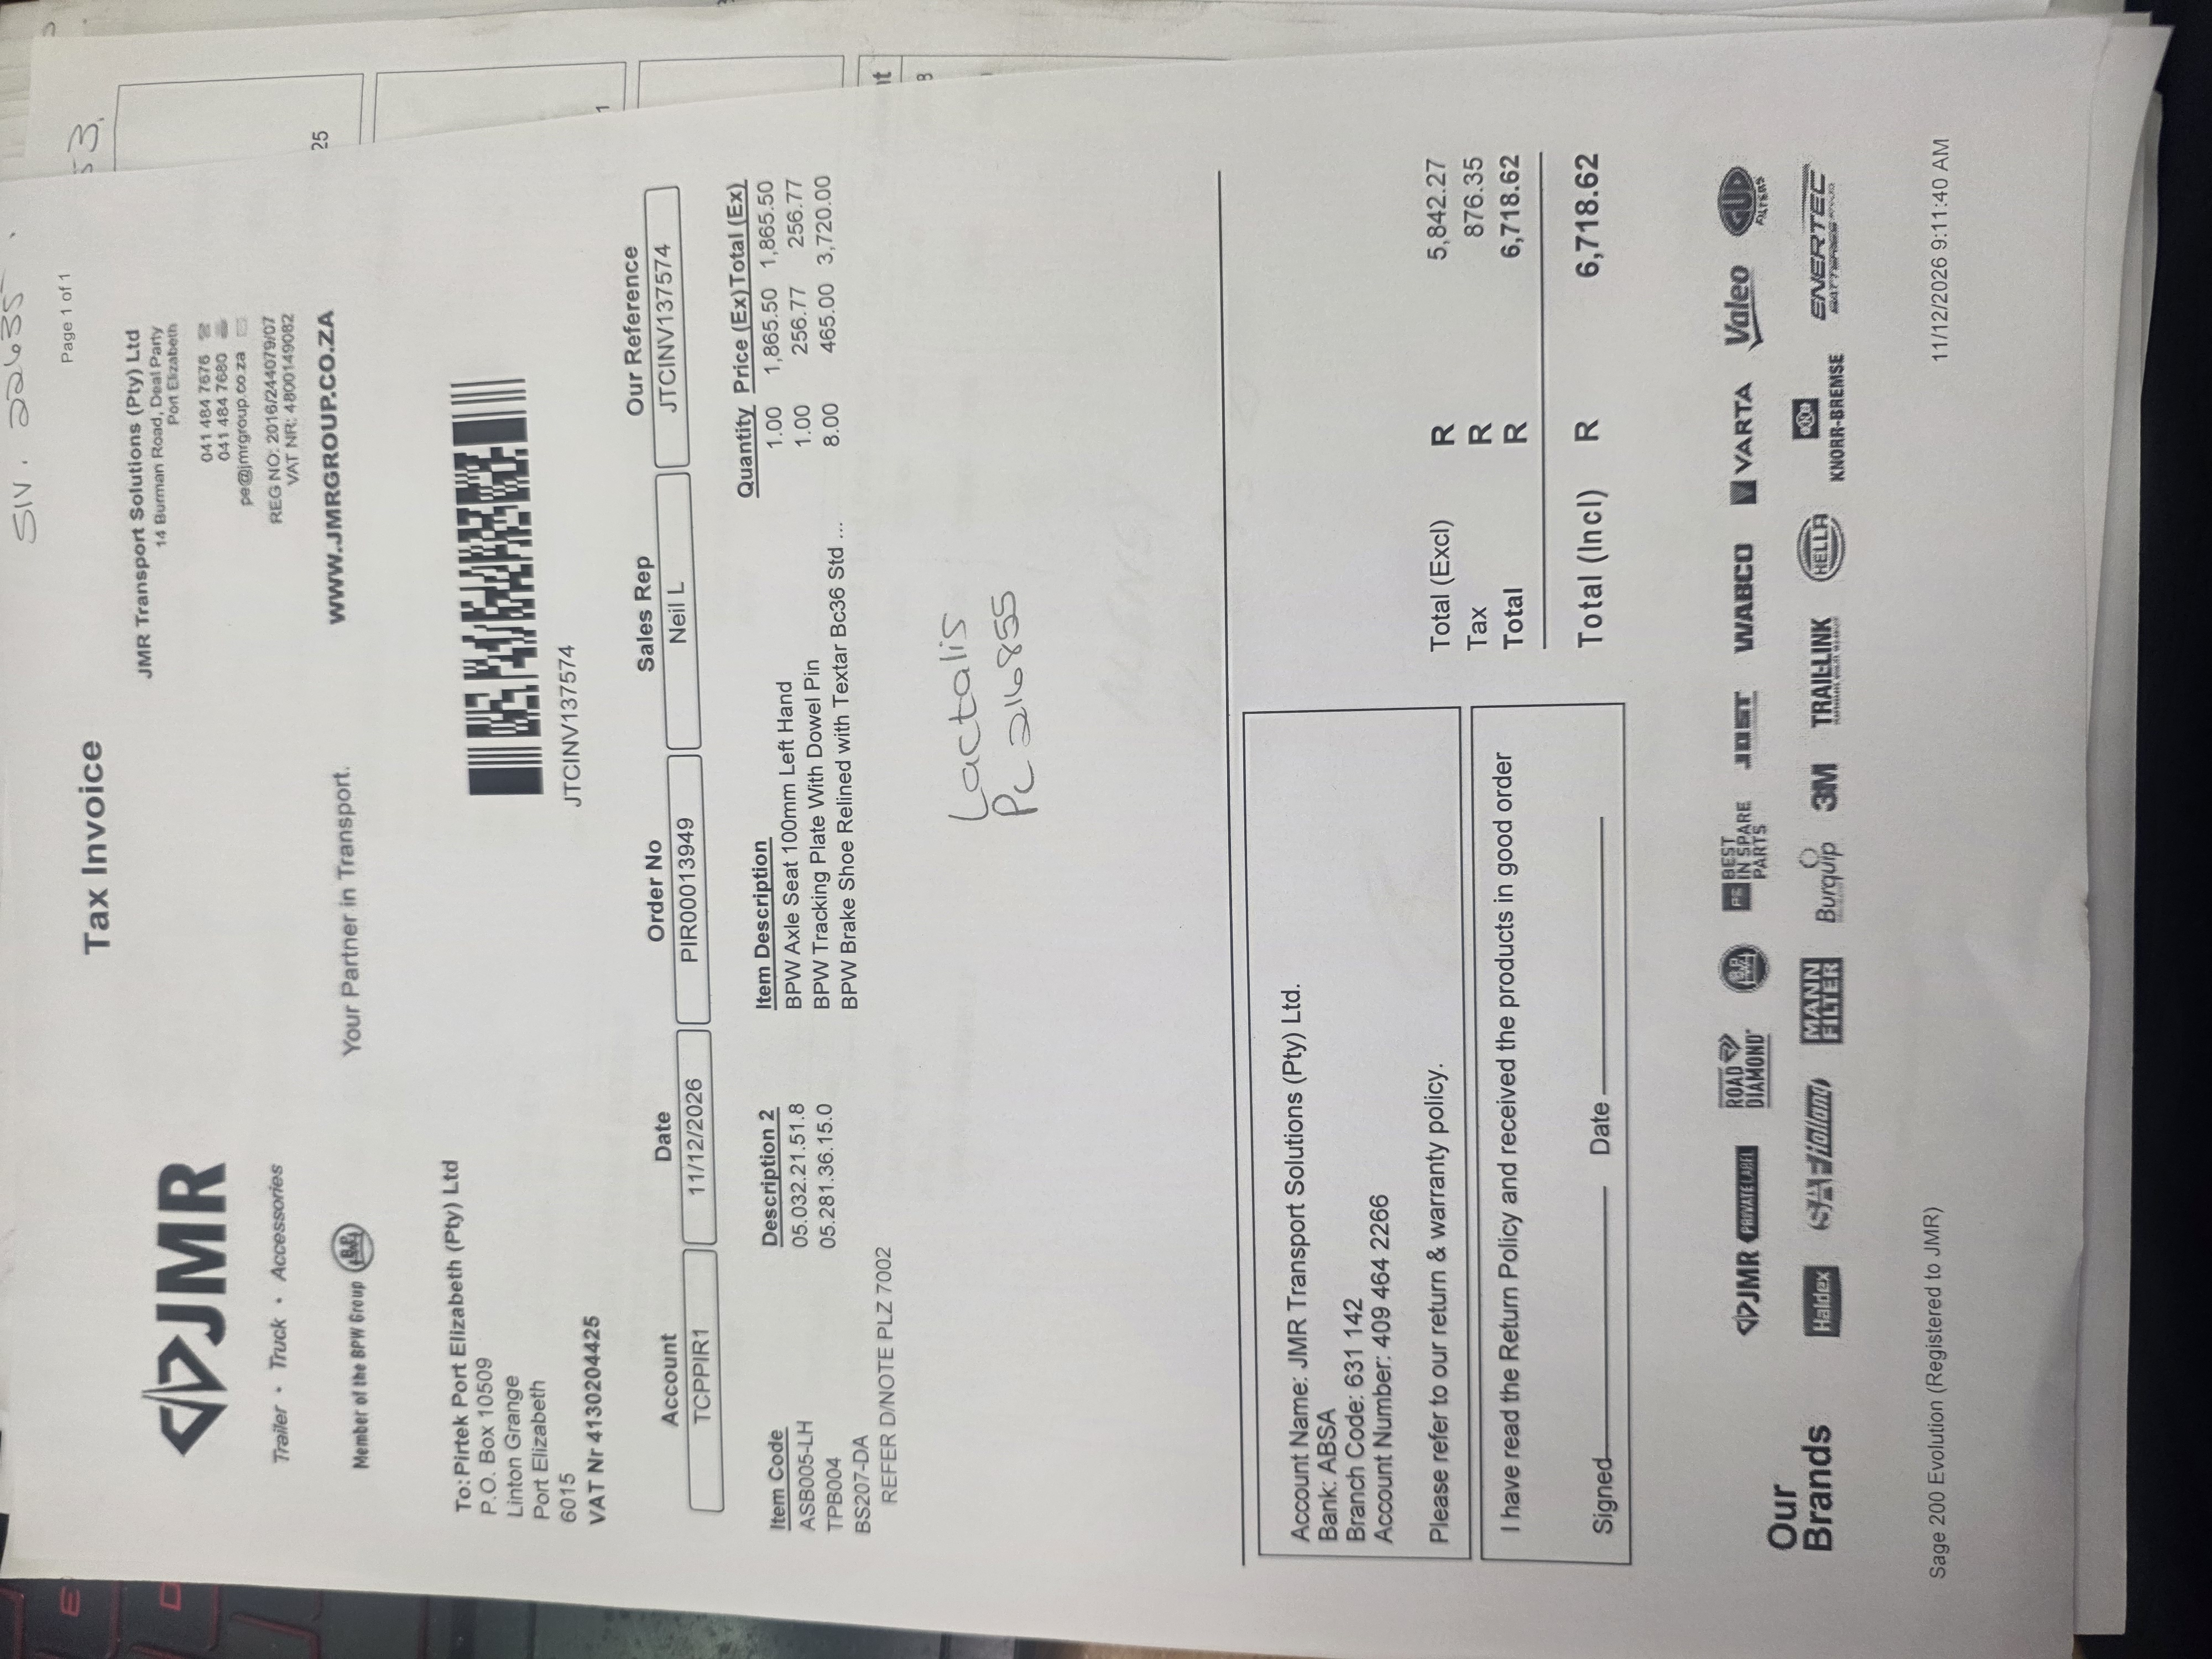 SIV. 22635
Page 1 of 1
Tax Invoice
JMR
Trailer • Truck • Accessories
Member of the BPW Group
BPW
Your Partner in Transport.
JMR Transport Solutions (Pty) Ltd
14 Burman Road, Deal Party
Port Elizabeth
041 484 7676
041 484 7680
pe@jmrgroup.co.za
REG NO: 2016/244079/07
VAT NR: 4800149082
WWW.JMRGROUP.CO.ZA
To: Pirtek Port Elizabeth (Pty) Ltd
P.O. Box 10509
Linton Grange
Port Elizabeth
6015
VAT Nr 4130204425
JTCINV137574
Account Date Order No Sales Rep Our Reference
TCPPIR1 11/12/2026 PIR00013949 Neil L JTCINV137574
Item Code Description 2 Item Description Quantity Price (Ex) Total (Ex)
ASB005-LH 05.032.21.51.8 BPW Axle Seat 100mm Left Hand 1.00 1,865.50 1,865.50
TPB004 05.281.36.15.0 BPW Tracking Plate With Dowel Pin 1.00 256.77 256.77
BS207-DA BPW Brake Shoe Relined with Textar Bc36 Std ... 8.00 465.00 3,720.00
REFER D/NOTE PLZ 7002
Lactalis
Pc 216855
Account Name: JMR Transport Solutions (Pty) Ltd.
Bank: ABSA
Branch Code: 631 142
Account Number: 409 464 2266
Please refer to our return & warranty policy.
I have read the Return Policy and received the products in good order
Signed Date
Total (Excl) R 5,842.27
Tax R 876.35
Total R 6,718.62
Total (Incl) R 6,718.62
Our
Brands
JMR PRIVATE LABEL
ROAD DIAMOND
BPW
BEST IN SPARE PARTS
JOST
WABCO
VARTA
Valeo
GUD FILTERS
Haldex
SAF Holland
MANN FILTER
Burquip
3M
TRAIL-LINK
HELLA
KNORR-BREMSE
ENERTEC
Sage 200 Evolution (Registered to JMR)
11/12/2026 9:11:40 AM
53.
25
1
nt